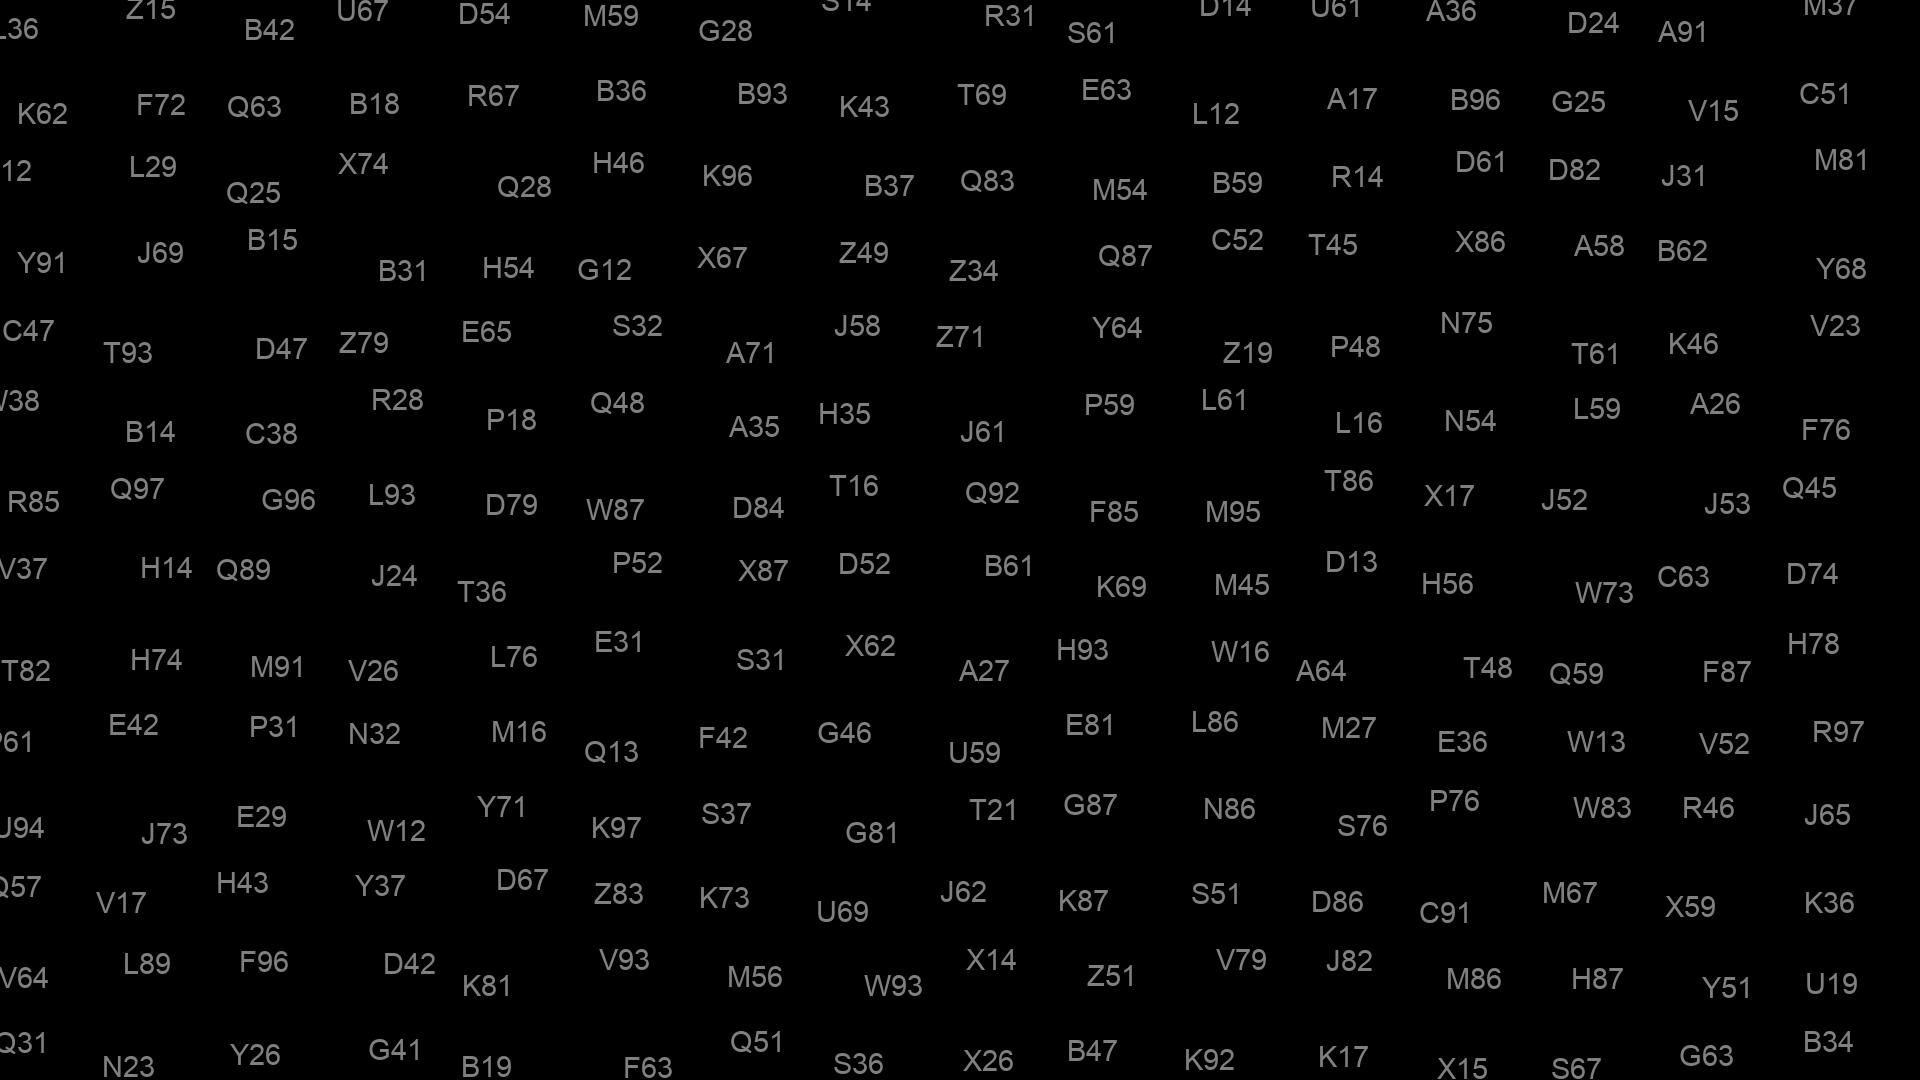 Z15 B42 U67 D54 M59 G28 S14 R31 S61 D14 U61 A36 D24 A91 M37
K62 F72 Q63 B18 R67 B36 B93 K43 T69 E63 L12 A17 B96 G25 V15 C51
L29 Q25 X74 Q28 H46 K96 B37 Q83 M54 B59 R14 D61 D82 J31 M81
Y91 J69 B15 B31 H54 G12 X67 Z49 Z34 Q87 C52 T45 X86 A58 B62 Y68
C47 T93 D47 Z79 E65 S32 A71 J58 Z71 Y64 Z19 P48 N75 T61 K46 V23
B14 C38 R28 P18 Q48 A35 H35 J61 P59 L61 L16 N54 L59 A26 F76
R85 Q97 G96 L93 D79 W87 D84 T16 Q92 F85 M95 T86 X17 J52 J53 Q45
V37 H14 Q89 J24 T36 P52 X87 D52 B61 K69 M45 D13 H56 W73 C63 D74
T82 H74 M91 V26 L76 E31 S31 X62 A27 H93 W16 A64 T48 Q59 F87 H78
E42 P31 N32 M16 Q13 F42 G46 U59 E81 L86 M27 E36 W13 V52 R97
U94 J73 E29 W12 Y71 K97 S37 G81 T21 G87 N86 S76 P76 W83 R46 J65
Q57 V17 H43 Y37 D67 Z83 K73 U69 J62 K87 S51 D86 C91 M67 X59 K36
V64 L89 F96 D42 K81 V93 M56 W93 X14 Z51 V79 J82 M86 H87 Y51 U19
Q31 N23 Y26 G41 B19 F63 Q51 S36 X26 B47 K92 K17 X15 S67 G63 B34